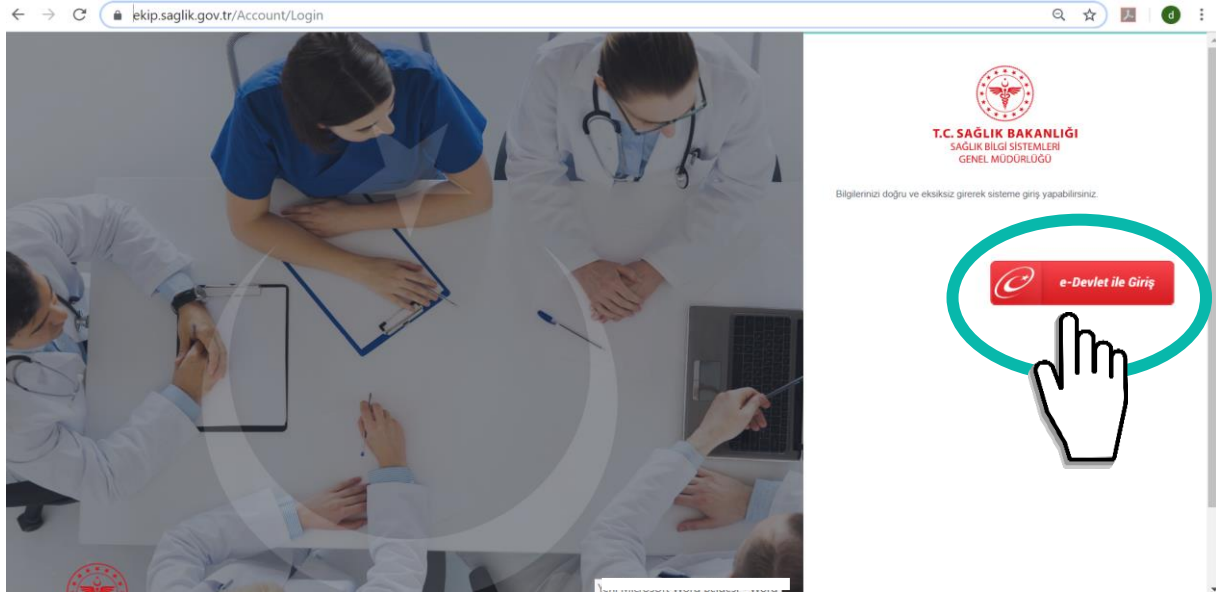 ekip.saglik.gov.tr/Account/Login
d
T.C. SAĞLIK BAKANLIĞI
SAĞLIK BİLGİ SİSTEMLERİ
GENEL MÜDÜRLÜĞÜ
Bilgilerinizi doğru ve eksiksiz girerek sisteme giriş yapabilirsiniz.
e-Devlet ile Giriş